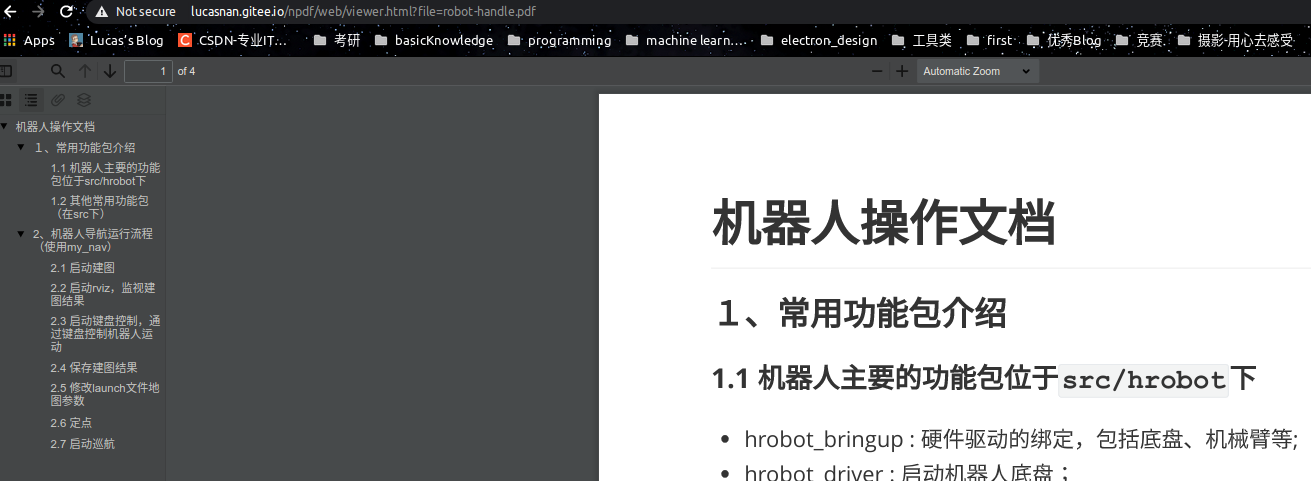 Not secure lucasnan.gitee.io/npdf/web/viewer.html?file=robot-handle.pdf
Apps Lucas's Blog CSDN-专业IT... 考研 basicKnowledge programming machine learn.... electron_design 工具类 first 优秀Blog 竞赛 摄影-用心去感受
1 of 4 Automatic Zoom
机器人操作文档
１、常用功能包介绍
1.1 机器人主要的功能
包位于src/hrobot下
1.2 其他常用功能包
（在src下）
2、机器人导航运行流程
（使用my_nav）
2.1 启动建图
2.2 启动rviz，监视建
图结果
2.3 启动键盘控制，通
过键盘控制机器人运
动
2.4 保存建图结果
2.5 修改launch文件地
图参数
2.6 定点
2.7 启动巡航
机器人操作文档
１、常用功能包介绍
1.1 机器人主要的功能包位于src/hrobot下
• hrobot_bringup : 硬件驱动的绑定，包括底盘、机械臂等;
• hrobot_driver : 启动机器人底盘；